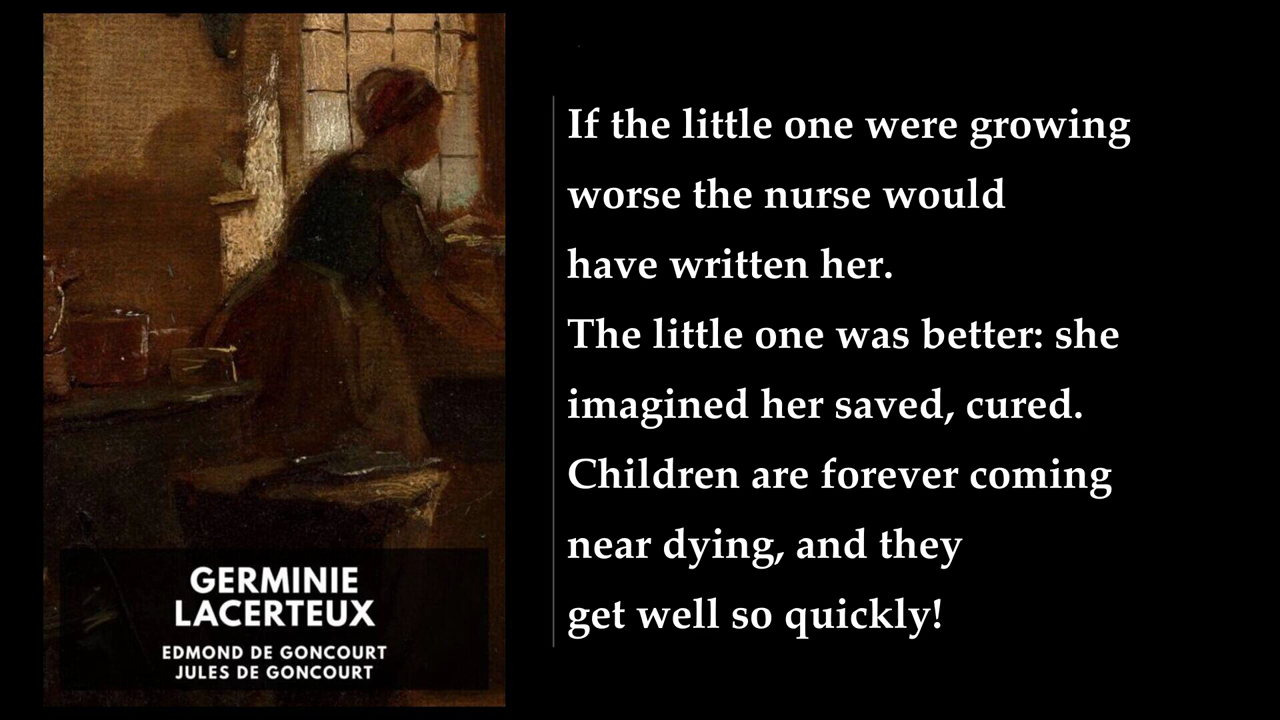 GERMINIE
LACERTEUX
EDMOND DE GONCOURT
JULES DE GONCOURT
If the little one were growing
worse the nurse would
have written her.
The little one was better: she
imagined her saved, cured.
Children are forever coming
near dying, and they
get well so quickly!